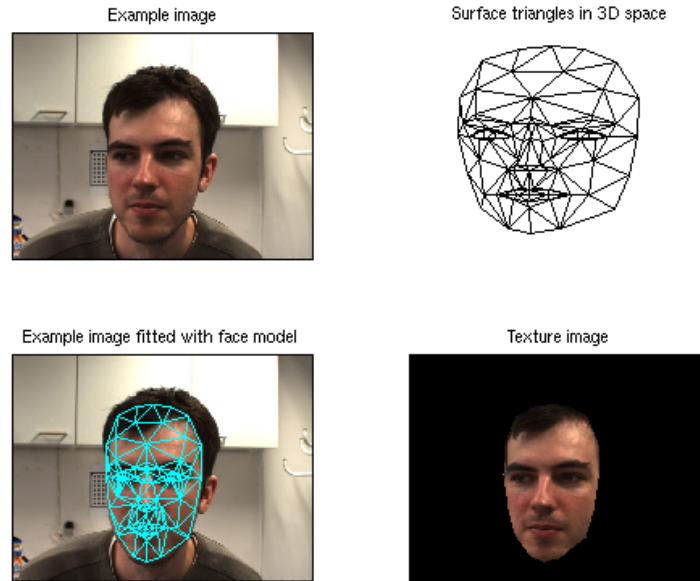 Example image
Surface triangles in 3D space
Example image fitted with face model
Texture image